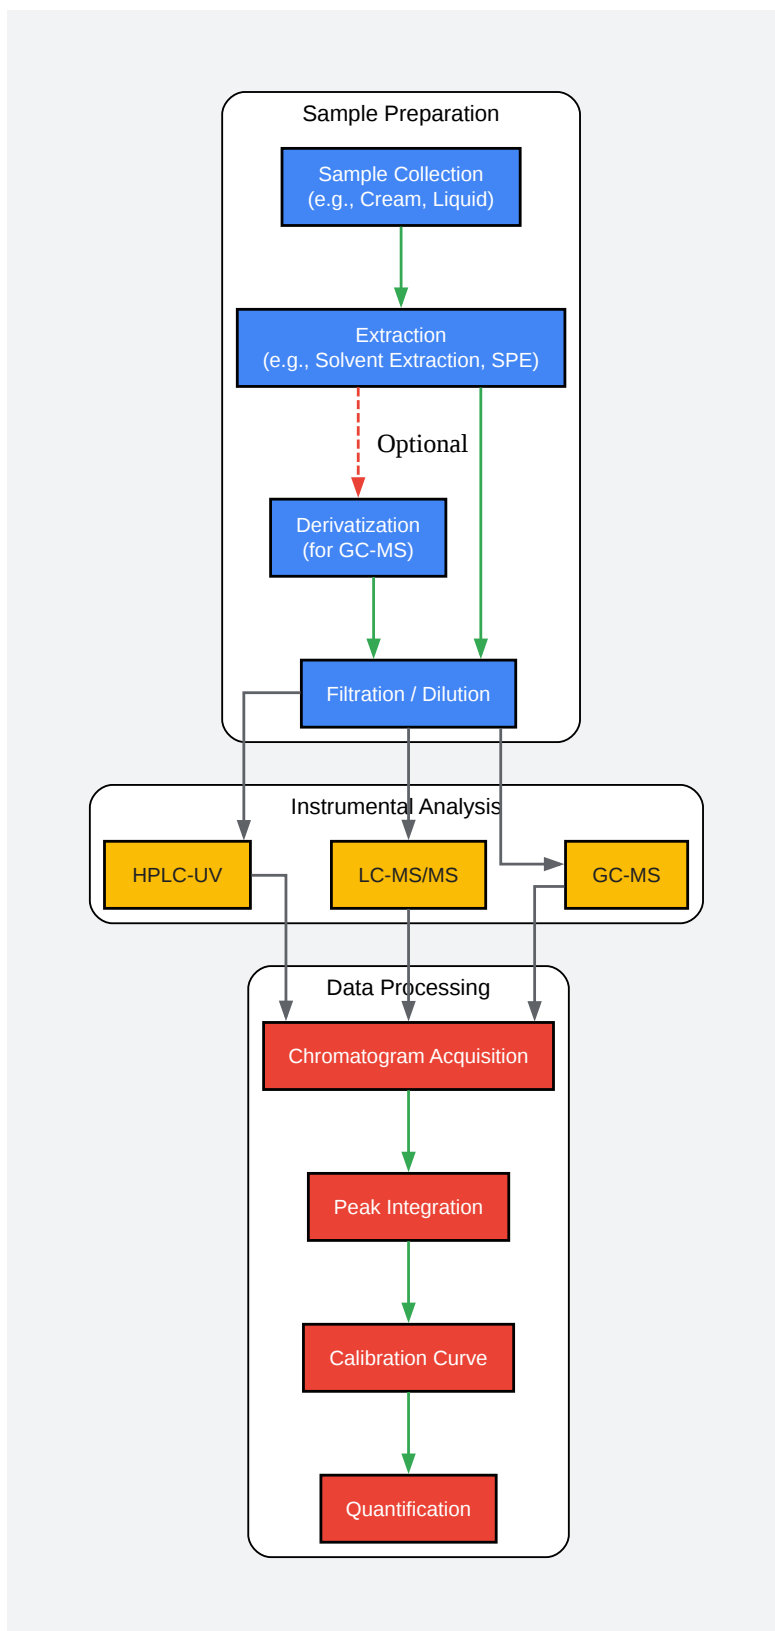 Sample Preparation
Sample Collection
(e.g., Cream, Liquid)
Extraction
(e.g., Solvent Extraction, SPE)
Optional
Derivatization
(for GC-MS)
Filtration / Dilution
Instrumental Analysis
HPLC-UV
LC-MS/MS
GC-MS
Data Processing
Chromatogram Acquisition
Peak Integration
Calibration Curve
Quantification